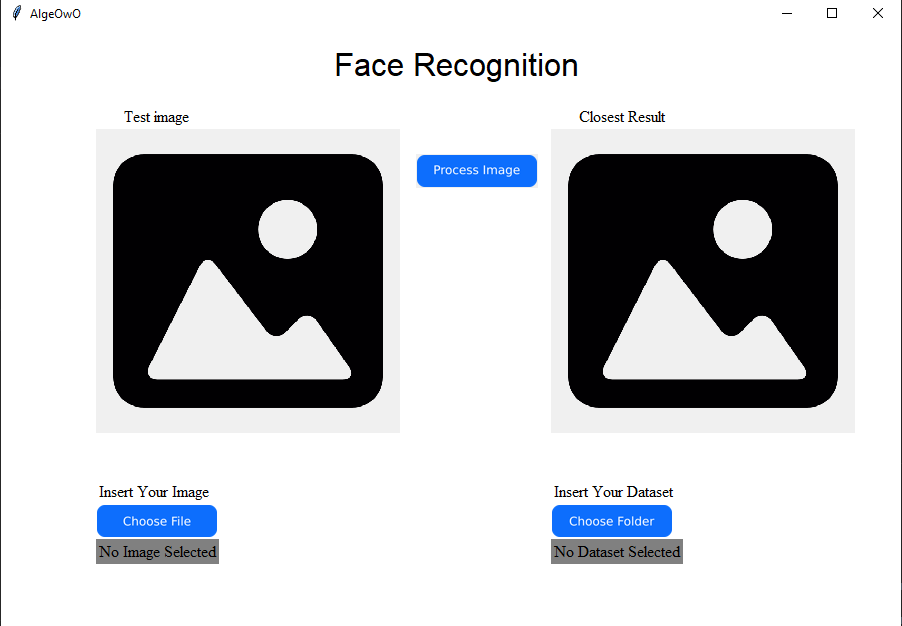 AlgeOwO
Face Recognition
Test image
Closest Result
Process Image
Insert Your Image
Insert Your Dataset
Choose File
Choose Folder
No Image Selected
No Dataset Selected